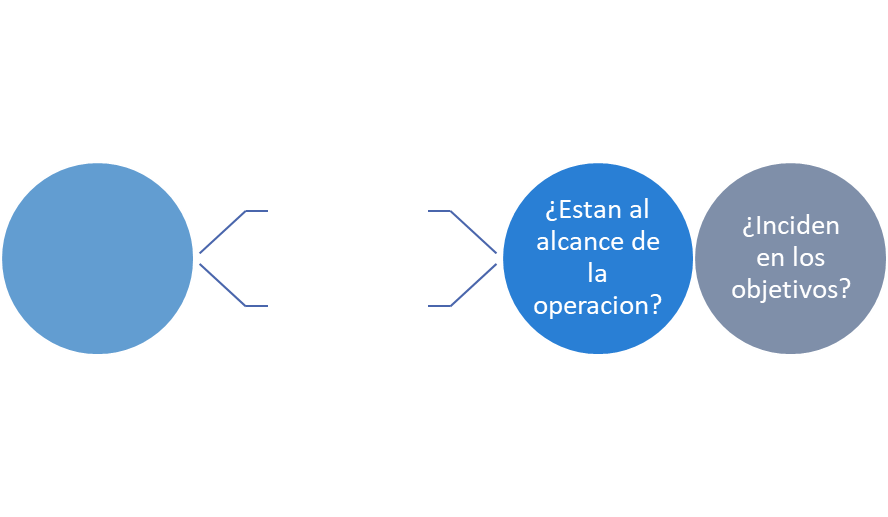 ¿Estan al
alcance de
la
operacion?
¿Inciden
en los
objetivos?